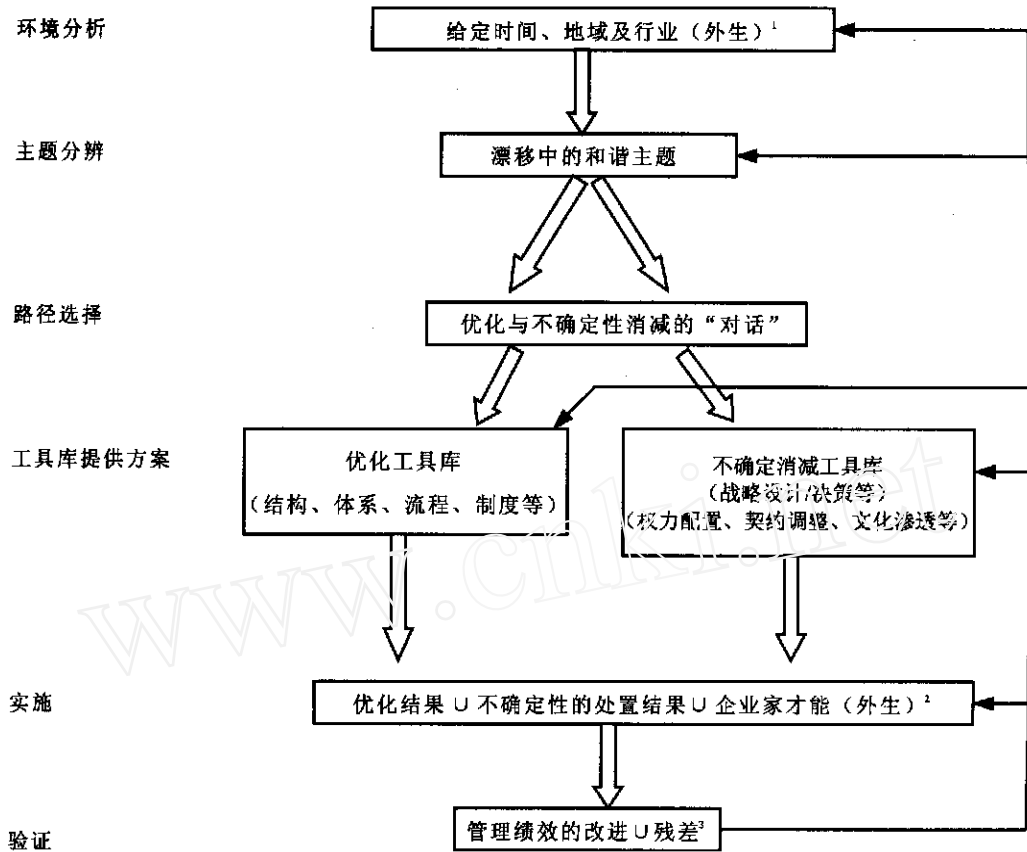 环境分析
给定时间、地域及行业（外生）¹
主题分辨
漂移中的和谐主题
路径选择
优化与不确定性消减的“对话”
工具库提供方案
优化工具库
（结构、体系、流程、制度等）
不确定消减工具库
（战略设计/决策等）
（权力配置、契约调整、文化渗透等）
www.cnki.net
实施
优化结果∪不确定性的处置结果∪企业家才能（外生）²
验证
管理绩效的改进∪残差³